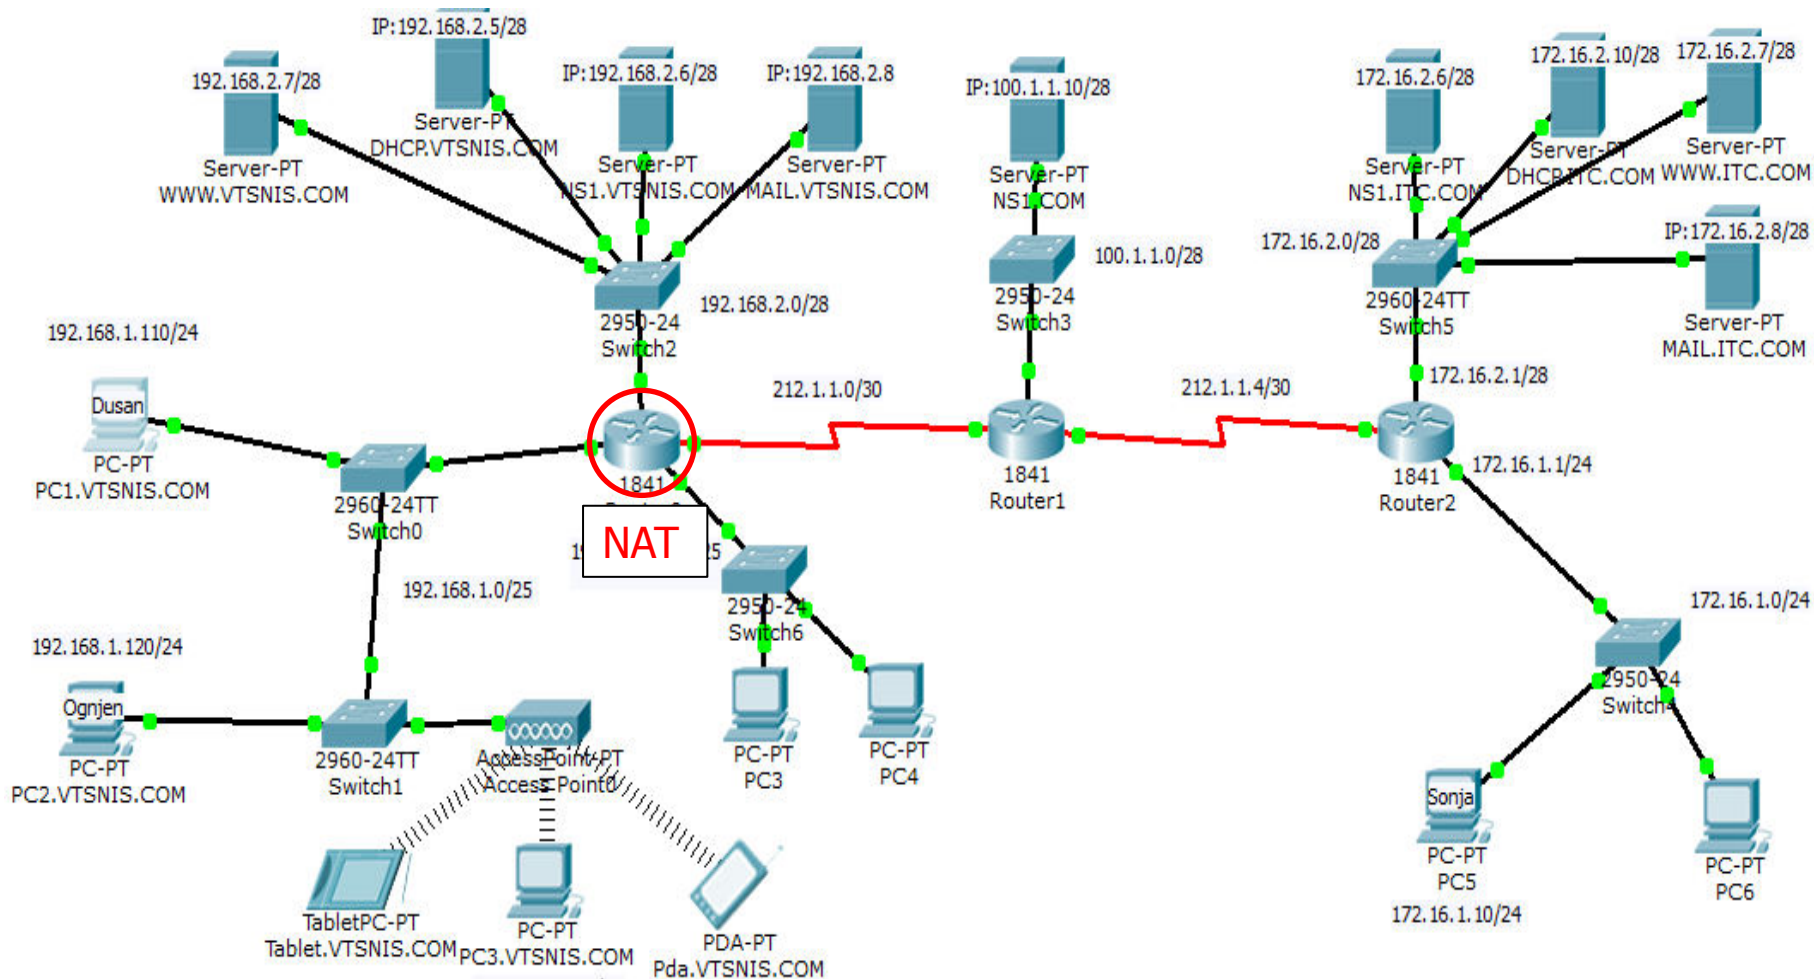 IP:192.168.2.5/28
192.168.2.7/28
IP:192.168.2.6/28
IP:192.168.2.8
Server-PT
DHCP.VTSNIS.COM
Server-PT
WWW.VTSNIS.COM
Server-PT
NS1.VTSNIS.COM
Server-PT
MAIL.VTSNIS.COM
IP:100.1.1.10/28
Server-PT
NS1.COM
172.16.2.6/28
172.16.2.10/28
172.16.2.7/28
Server-PT
NS1.ITC.COM
Server-PT
DHCP.ITC.COM
Server-PT
WWW.ITC.COM
IP:172.16.2.8/28
Server-PT
MAIL.ITC.COM
192.168.2.0/28
2950-24
Switch2
100.1.1.0/28
2950-24
Switch3
172.16.2.0/28
2960-24TT
Switch5
172.16.2.1/28
192.168.1.110/24
Dusan
PC-PT
PC1.VTSNIS.COM
2960-24TT
Switch0
1841
NAT
212.1.1.0/30
1841
Router1
212.1.1.4/30
1841
Router2
172.16.1.1/24
192.168.1.0/25
2950-24
Switch6
172.16.1.0/24
2950-24
Switch4
192.168.1.120/24
Ognjen
PC-PT
PC2.VTSNIS.COM
2960-24TT
Switch1
AccessPoint-PT
Access Point0
PC-PT
PC3
PC-PT
PC4
Sonja
PC-PT
PC5
172.16.1.10/24
PC-PT
PC6
TabletPC-PT
Tablet.VTSNIS.COM
PC-PT
PC3.VTSNIS.COM
PDA-PT
Pda.VTSNIS.COM